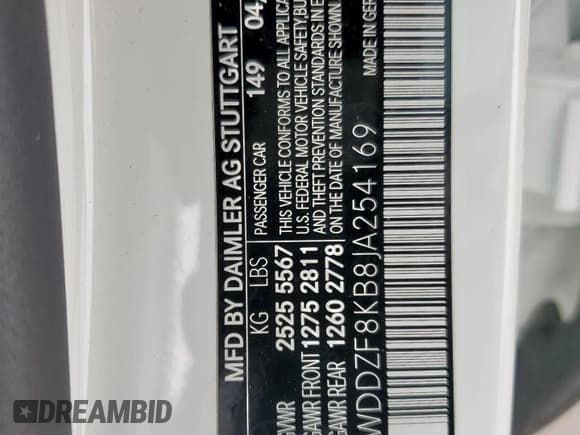 MFD BY DAIMLER AG STUTTGART
149 04
KG LBS PASSENGER CAR
GVWR 2525 5567 THIS VEHICLE CONFORMS TO ALL APPLICA
U.S. FEDERAL MOTOR VEHICLE SAFETY, BU
GAWR FRONT 1275 2811 AND THEFT PREVENTION STANDARDS IN E
GAWR REAR 1260 2778 ON THE DATE OF MANUFACTURE SHOWN
WDDZF8KB8JA254169 MADE IN GER
DREAMBID